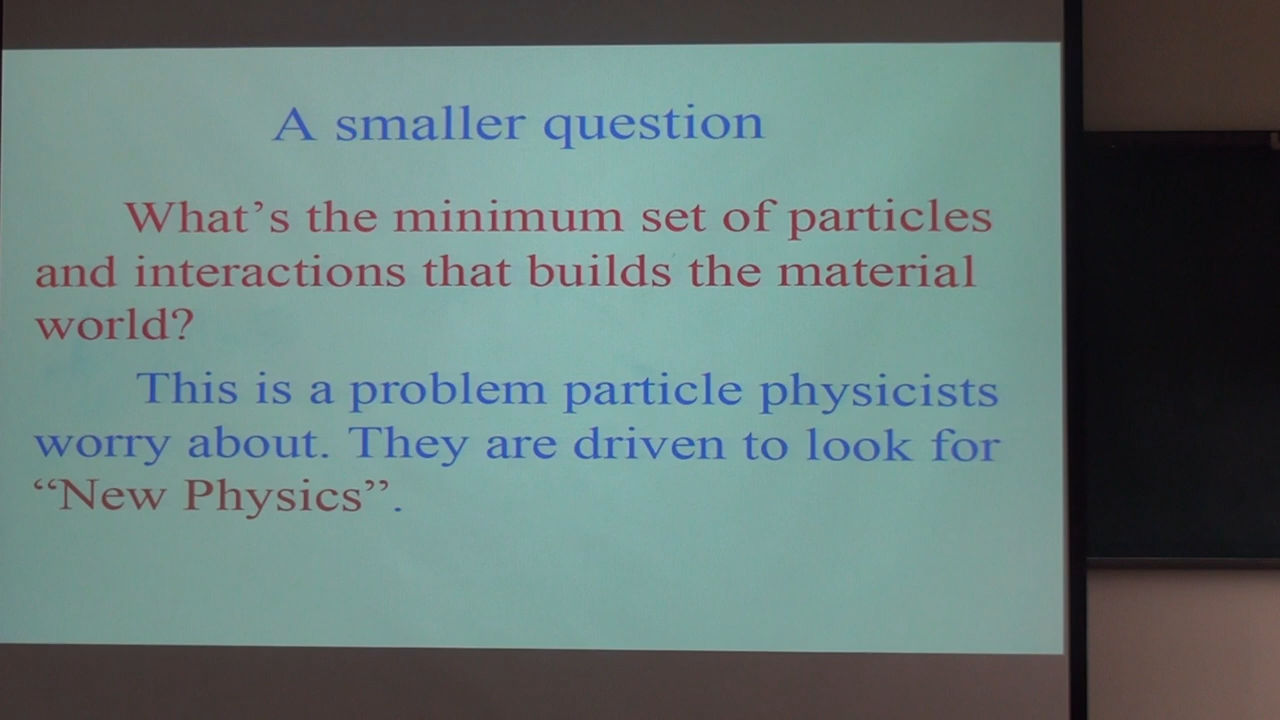 A smaller question
What’s the minimum set of particles
and interactions that builds the material
world?
This is a problem particle physicists
worry about. They are driven to look for
“New Physics”.